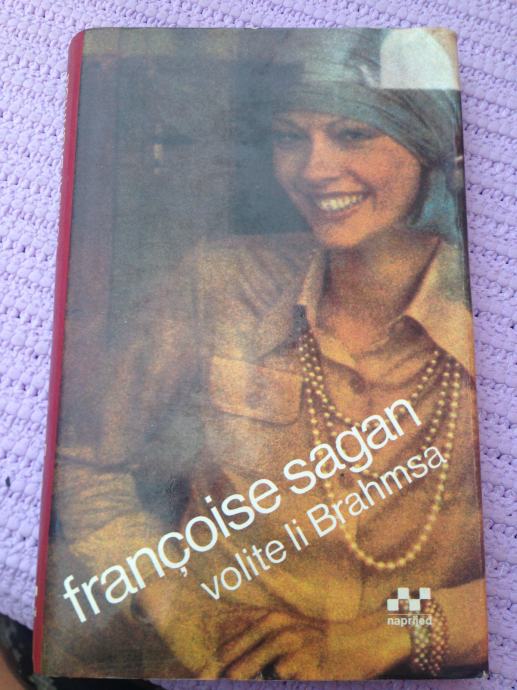 françoise sagan
volite li Brahmsa
naprijed